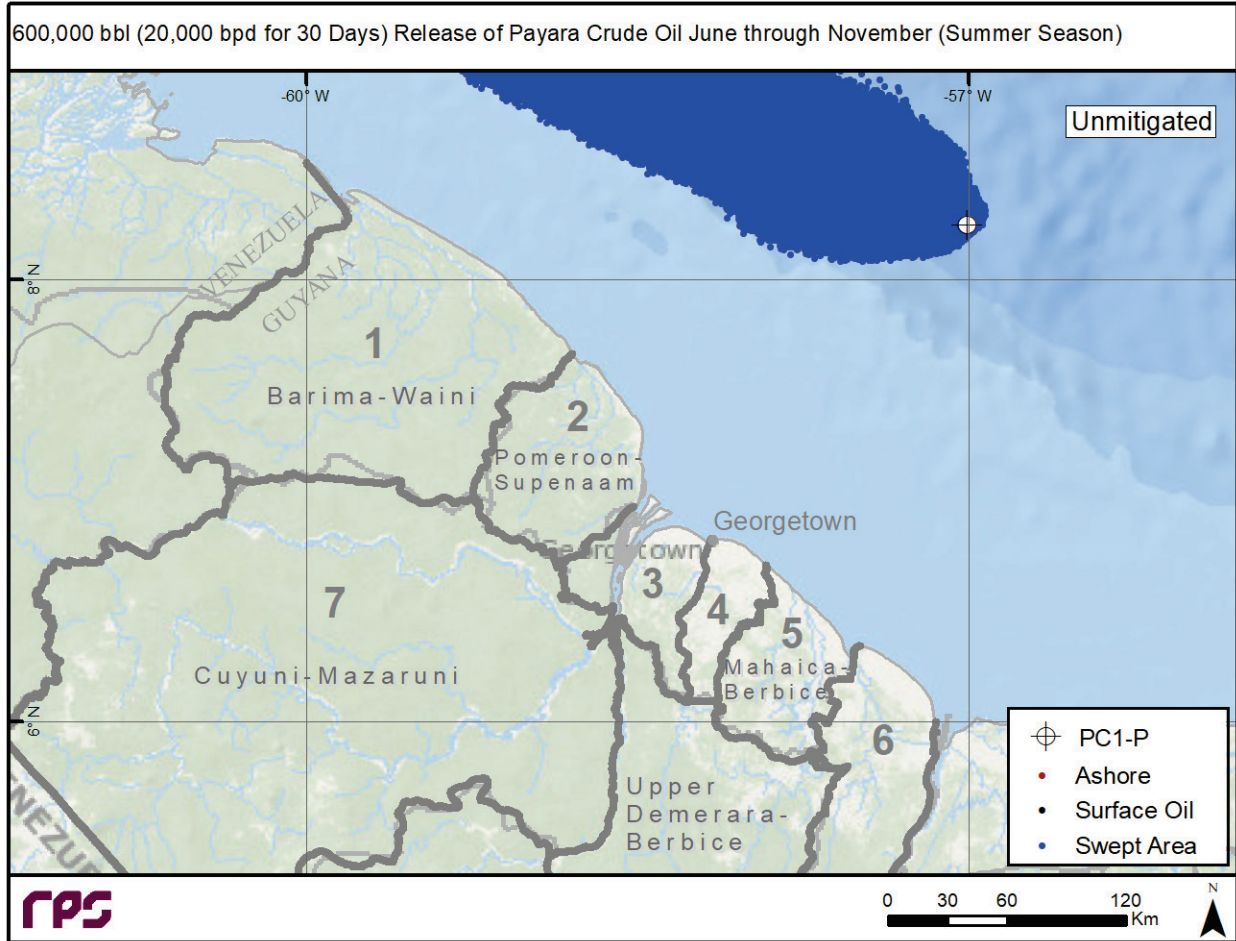 600,000 bbl (20,000 bpd for 30 Days) Release of Payara Crude Oil June through November (Summer Season)
-60° W
-57° W
Unmitigated
VENEZUELA
GUYANA
8°N
1
Barima-Waini
2
Pomeroon-
Supenaam
Georgetown
Georgetown
3
4
5
7
Mahaica-
Berbice
Cuyuni-Mazaruni
6°N
6
Upper
Demerara-
Berbice
ENEZUE
PC1-P
Ashore
Surface Oil
Swept Area
rps
0 30 60 120
Km
N